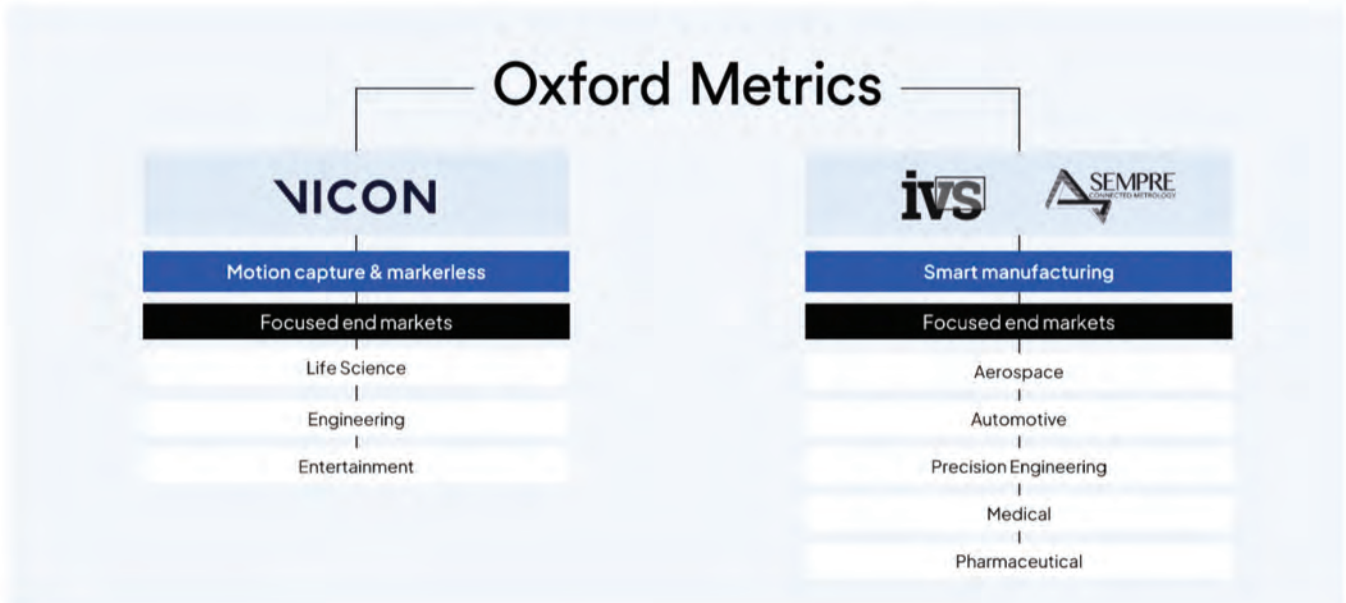 Oxford Metrics
VICON
Motion capture & markerless
Focused end markets
Life Science
Engineering
Entertainment
ivs
SEMPRE
CONNECTED METROLOGY
Smart manufacturing
Focused end markets
Aerospace
Automotive
Precision Engineering
Medical
Pharmaceutical